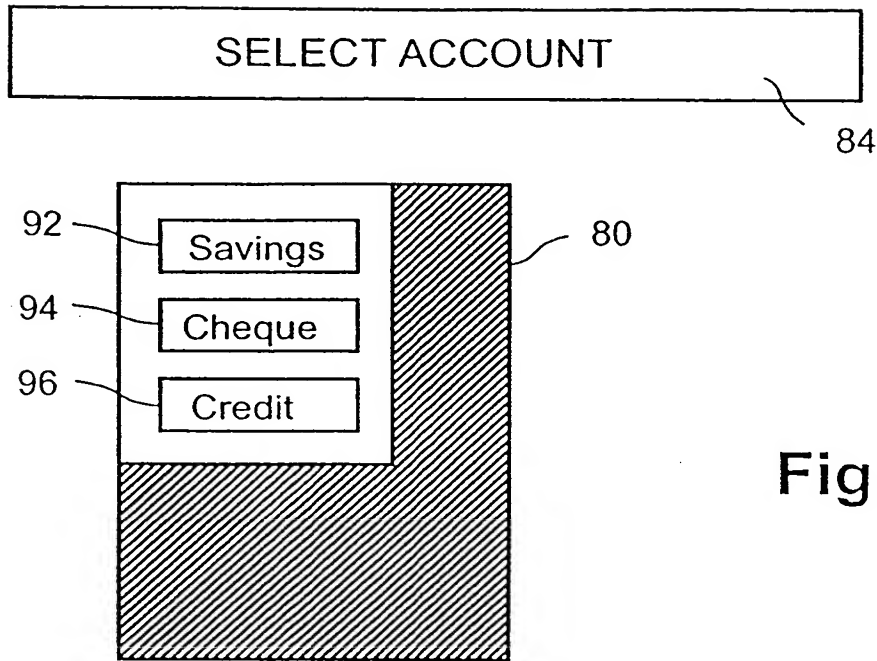 SELECT ACCOUNT
84
92
Savings
80
94
Cheque
96
Credit
Fig